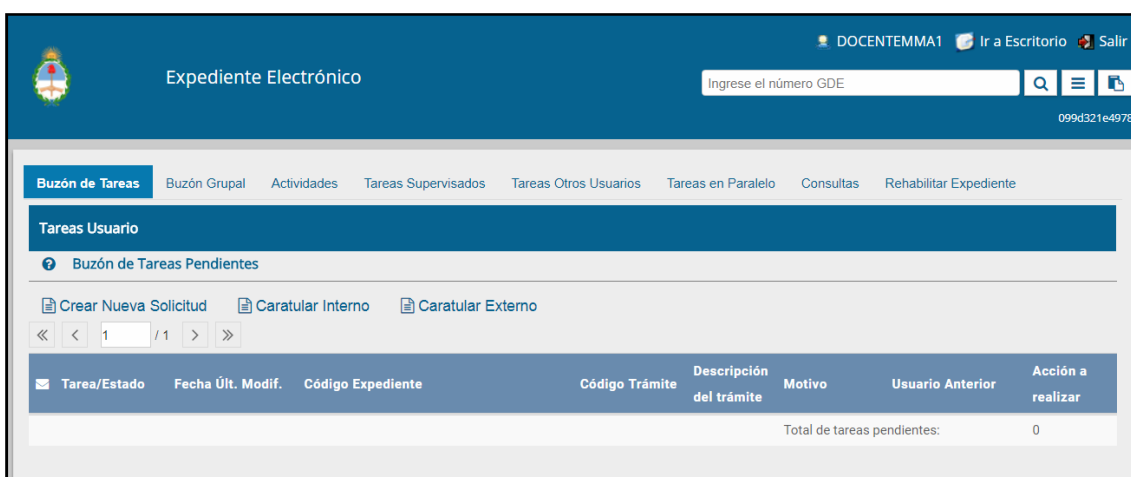 DOCENTEMMA1 Ir a Escritorio Salir
Expediente Electrónico
Ingrese el número GDE
099d321e4978
Buzón de Tareas Buzón Grupal Actividades Tareas Supervisados Tareas Otros Usuarios Tareas en Paralelo Consultas Rehabilitar Expediente
Tareas Usuario
Buzón de Tareas Pendientes
Crear Nueva Solicitud Caratular Interno Caratular Externo
1 / 1
Tarea/Estado Fecha Últ. Modif. Código Expediente Código Trámite Descripción del trámite Motivo Usuario Anterior Acción a realizar
Total de tareas pendientes: 0